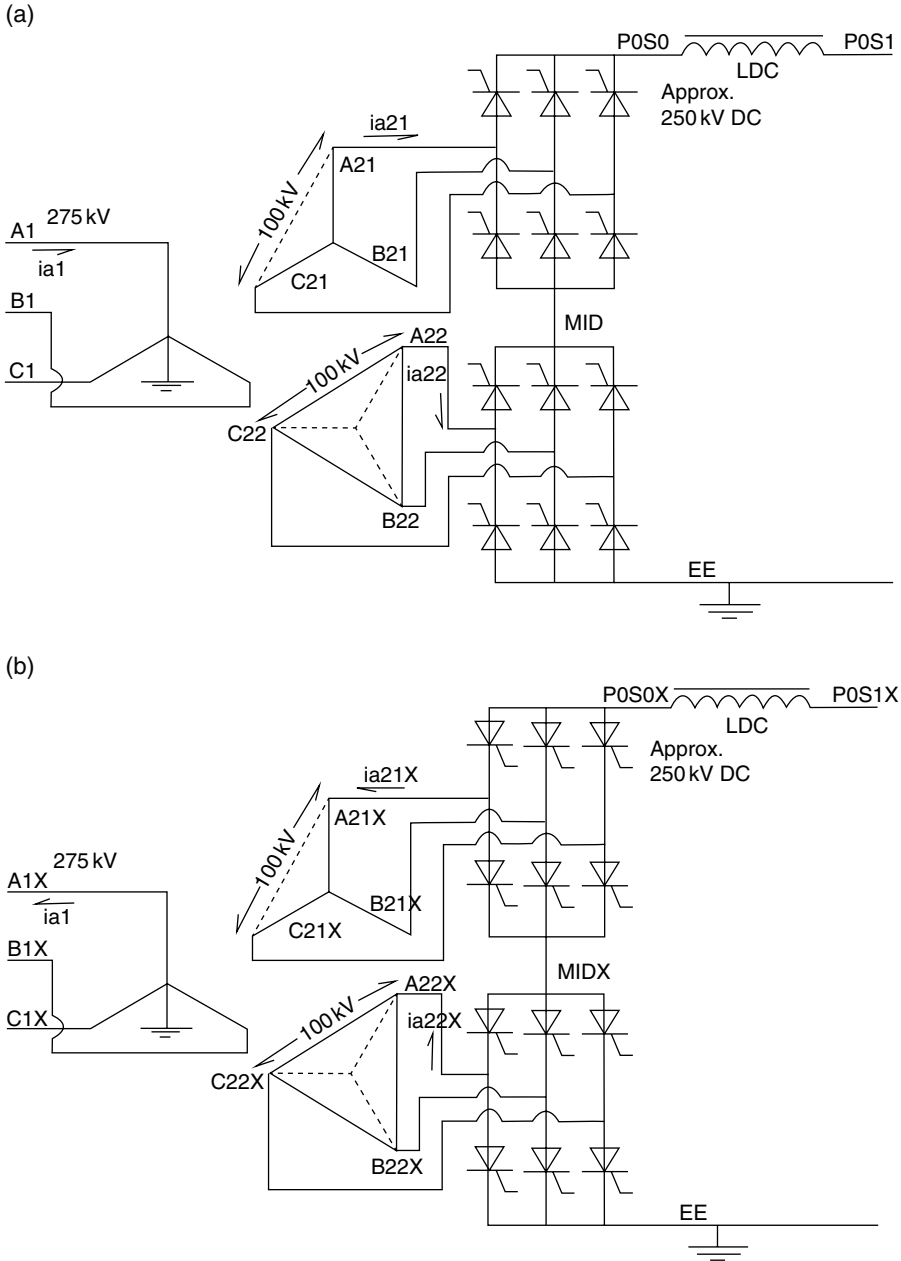 (a)
P0S0
P0S1
LDC
Approx.
250 kV DC
ia21
A21
100 kV
B21
C21
275 kV
A1
ia1
B1
C1
MID
A22
100 kV
ia22
C22
B22
EE
(b)
P0S0X
P0S1X
LDC
Approx.
250 kV DC
ia21X
A21X
100 kV
B21X
C21X
275 kV
A1X
ia1
B1X
C1X
MIDX
A22X
100 kV
ia22X
C22X
B22X
EE